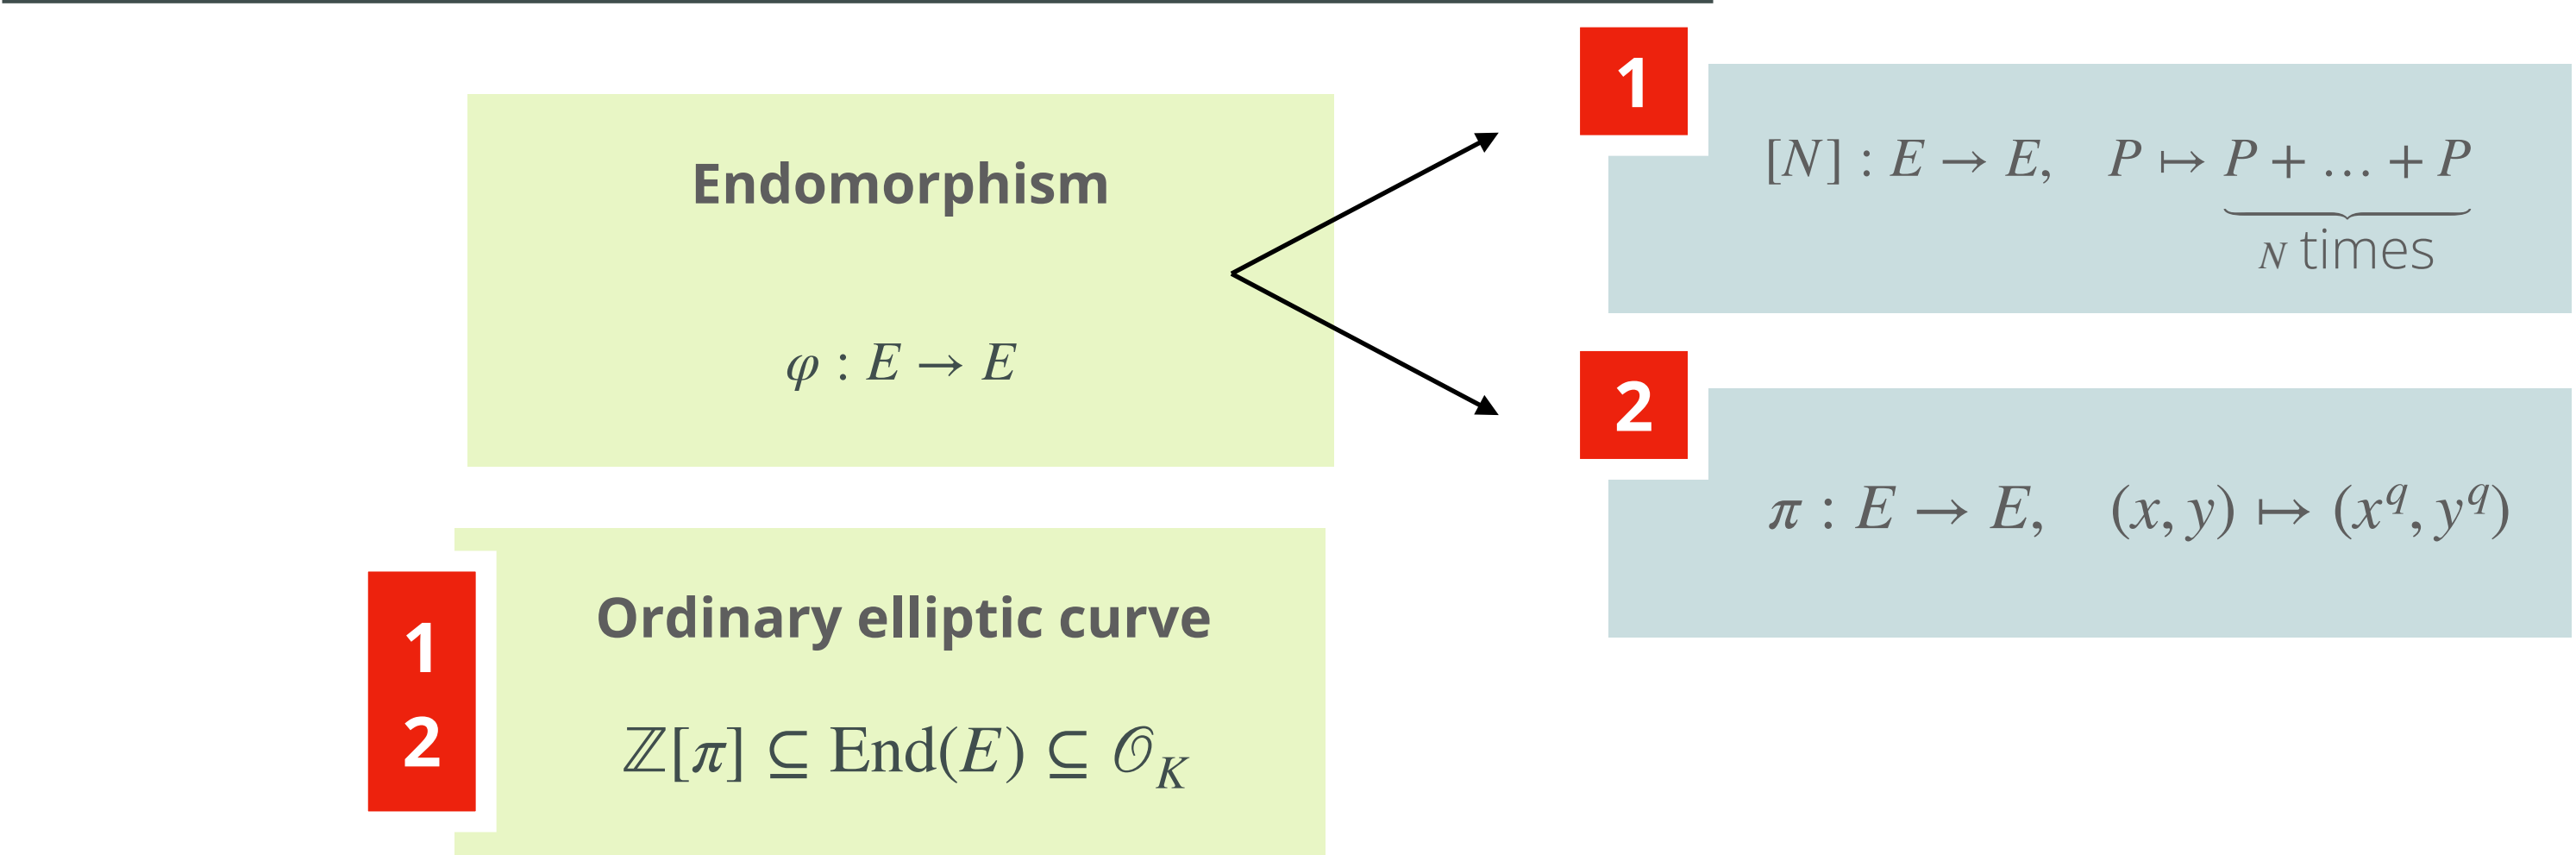 Endomorphism
φ : E → E
1
[N] : E → E, P ↦ P + … + P
N times
2
π : E → E, (x, y) ↦ (x^q, y^q)
1
2
Ordinary elliptic curve
ℤ[π] ⊆ End(E) ⊆ 𝒪_K